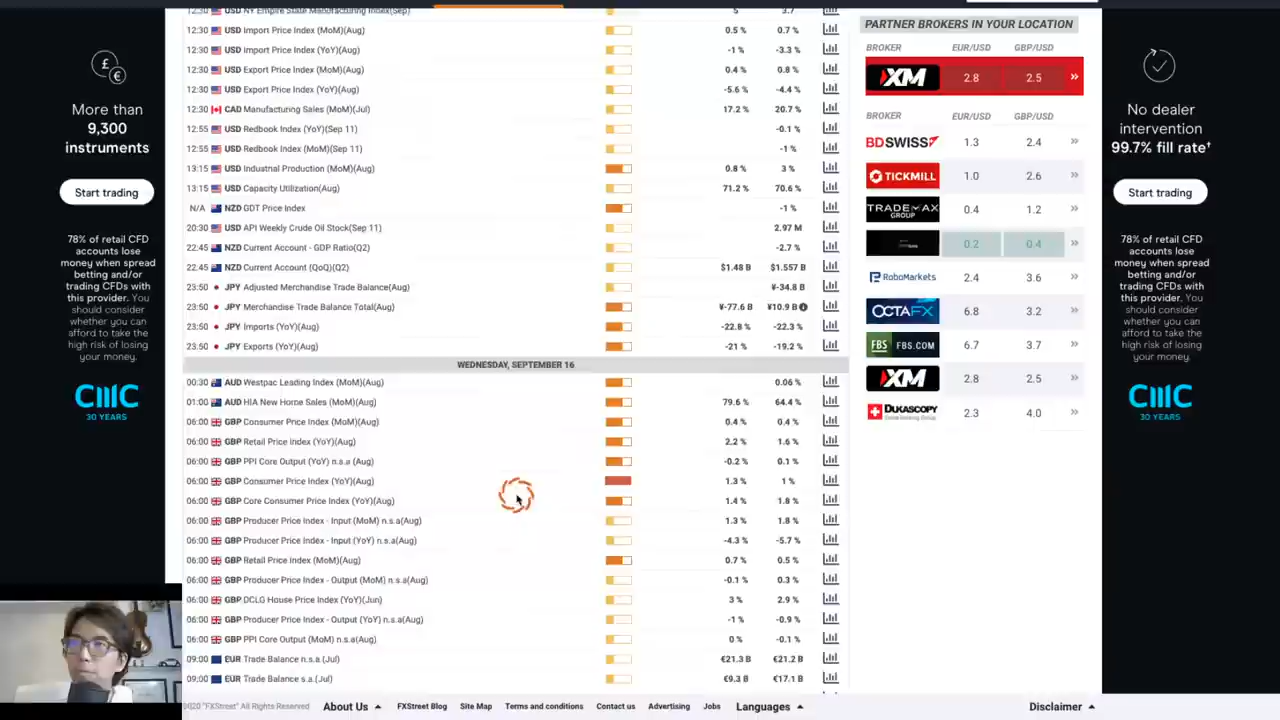 12:30 USD NY Empire State Manufacturing Index(Sep) 5 3.7
12:30 USD Import Price Index (MoM)(Aug) 0.5 % 0.7 %
12:30 USD Import Price Index (YoY)(Aug) -1 % -3.3 %
12:30 USD Export Price Index (MoM)(Aug) 0.4 % 0.8 %
12:30 USD Export Price Index (YoY)(Aug) -5.6 % -4.4 %
12:30 CAD Manufacturing Sales (MoM)(Jul) 17.2 % 20.7 %
12:55 USD Redbook Index (YoY)(Sep 11) -0.1 %
12:55 USD Redbook Index (MoM)(Sep 11) -1 %
13:15 USD Industrial Production (MoM)(Aug) 0.8 % 3 %
13:15 USD Capacity Utilization(Aug) 71.2 % 70.6 %
N/A NZD GDT Price Index -1 %
20:30 USD API Weekly Crude Oil Stock(Sep 11) 2.97 M
22:45 NZD Current Account - GDP Ratio(Q2) -2.7 %
22:45 NZD Current Account (QoQ)(Q2) $1.48 B $1.557 B
23:50 JPY Adjusted Merchandise Trade Balance(Aug) ¥-34.8 B
23:50 JPY Merchandise Trade Balance Total(Aug) ¥-77.6 B ¥10.9 B
23:50 JPY Imports (YoY)(Aug) -22.8 % -22.3 %
23:50 JPY Exports (YoY)(Aug) -21 % -19.2 %
WEDNESDAY, SEPTEMBER 16
00:30 AUD Westpac Leading Index (MoM)(Aug) 0.06 %
01:00 AUD HIA New Home Sales (MoM)(Aug) 79.6 % 64.4 %
06:00 GBP Consumer Price Index (MoM)(Aug) 0.4 % 0.4 %
06:00 GBP Retail Price Index (YoY)(Aug) 2.2 % 1.6 %
06:00 GBP PPI Core Output (YoY) n.s.a (Aug) -0.2 % 0.1 %
06:00 GBP Consumer Price Index (YoY)(Aug) 1.3 % 1 %
06:00 GBP Core Consumer Price Index (YoY)(Aug) 1.4 % 1.8 %
06:00 GBP Producer Price Index - Input (MoM) n.s.a(Aug) 1.3 % 1.8 %
06:00 GBP Producer Price Index - Input (YoY) n.s.a(Aug) -4.3 % -5.7 %
06:00 GBP Retail Price Index (MoM)(Aug) 0.7 % 0.5 %
06:00 GBP Producer Price Index - Output (MoM) n.s.a(Aug) -0.1 % 0.3 %
06:00 GBP DCLG House Price Index (YoY)(Jun) 3 % 2.9 %
06:00 GBP Producer Price Index - Output (YoY) n.s.a(Aug) -1 % -0.9 %
06:00 GBP PPI Core Output (MoM) n.s.a(Aug) 0 % -0.1 %
09:00 EUR Trade Balance n.s.a.(Jul) €21.3 B €21.2 B
09:00 EUR Trade Balance s.a.(Jul) €9.3 B €17.1 B
PARTNER BROKERS IN YOUR LOCATION
BROKER EUR/USD GBP/USD
XM 2.8 2.5 »
BROKER EUR/USD GBP/USD
BDSWISS 1.3 2.4 »
TICKMILL 1.0 2.6 »
TRADEMAX GROUP 0.4 1.2 »
0.2 0.4 »
RoboMarkets 2.4 3.6 »
OCTAFX 6.8 3.2 »
FBS FBS.COM 6.7 3.7 »
XM 2.8 2.5 »
DUKASCOPY 2.3 4.0 »
£ €
More than
9,300
instruments
Start trading
78% of retail CFD
accounts lose
money when spread
betting and/or
trading CFDs with
this provider. You
should consider
whether you can
afford to take the
high risk of losing
your money.
CMC
30 YEARS
No dealer
intervention
99.7% fill rate†
Start trading
78% of retail CFD
accounts lose
money when spread
betting and/or
trading CFDs with
this provider. You
should consider
whether you can
afford to take the
high risk of losing
your money.
CMC
30 YEARS
2020 "FXStreet" All Rights Reserved About Us FXStreet Blog Site Map Terms and conditions Contact us Advertising Jobs Languages Disclaimer